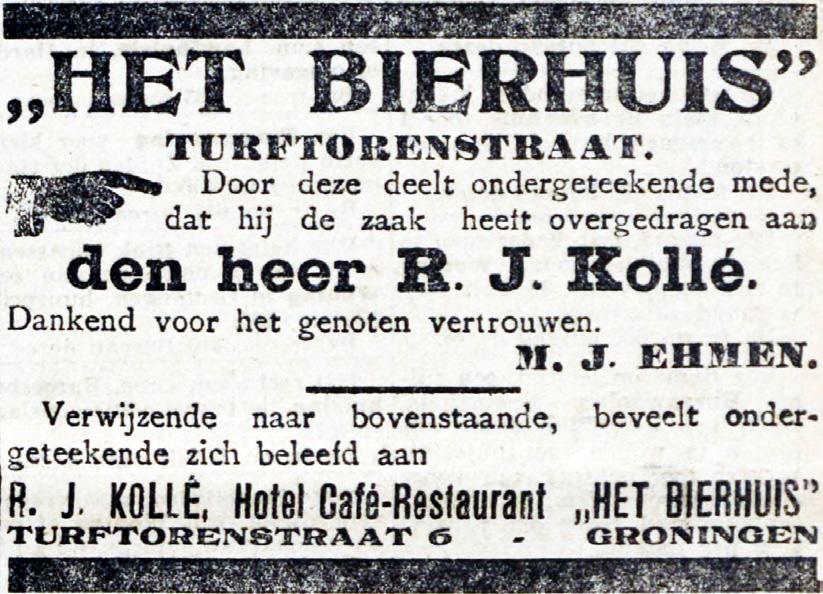 „HET BIERHUIS”
TURFTORENSTRAAT.
Door deze deelt ondergeteekende mede,
dat hij de zaak heeft overgedragen aan
den heer R. J. Kollé.
Dankend voor het genoten vertrouwen.
M. J. EHMEN.
Verwijzende naar bovenstaande, beveelt onder-
geteekende zich beleefd aan
R. J. KOLLÉ, Hotel Café-Restaurant „HET BIERHUIS”
TURFTORENSTRAAT 6 - GRONINGEN